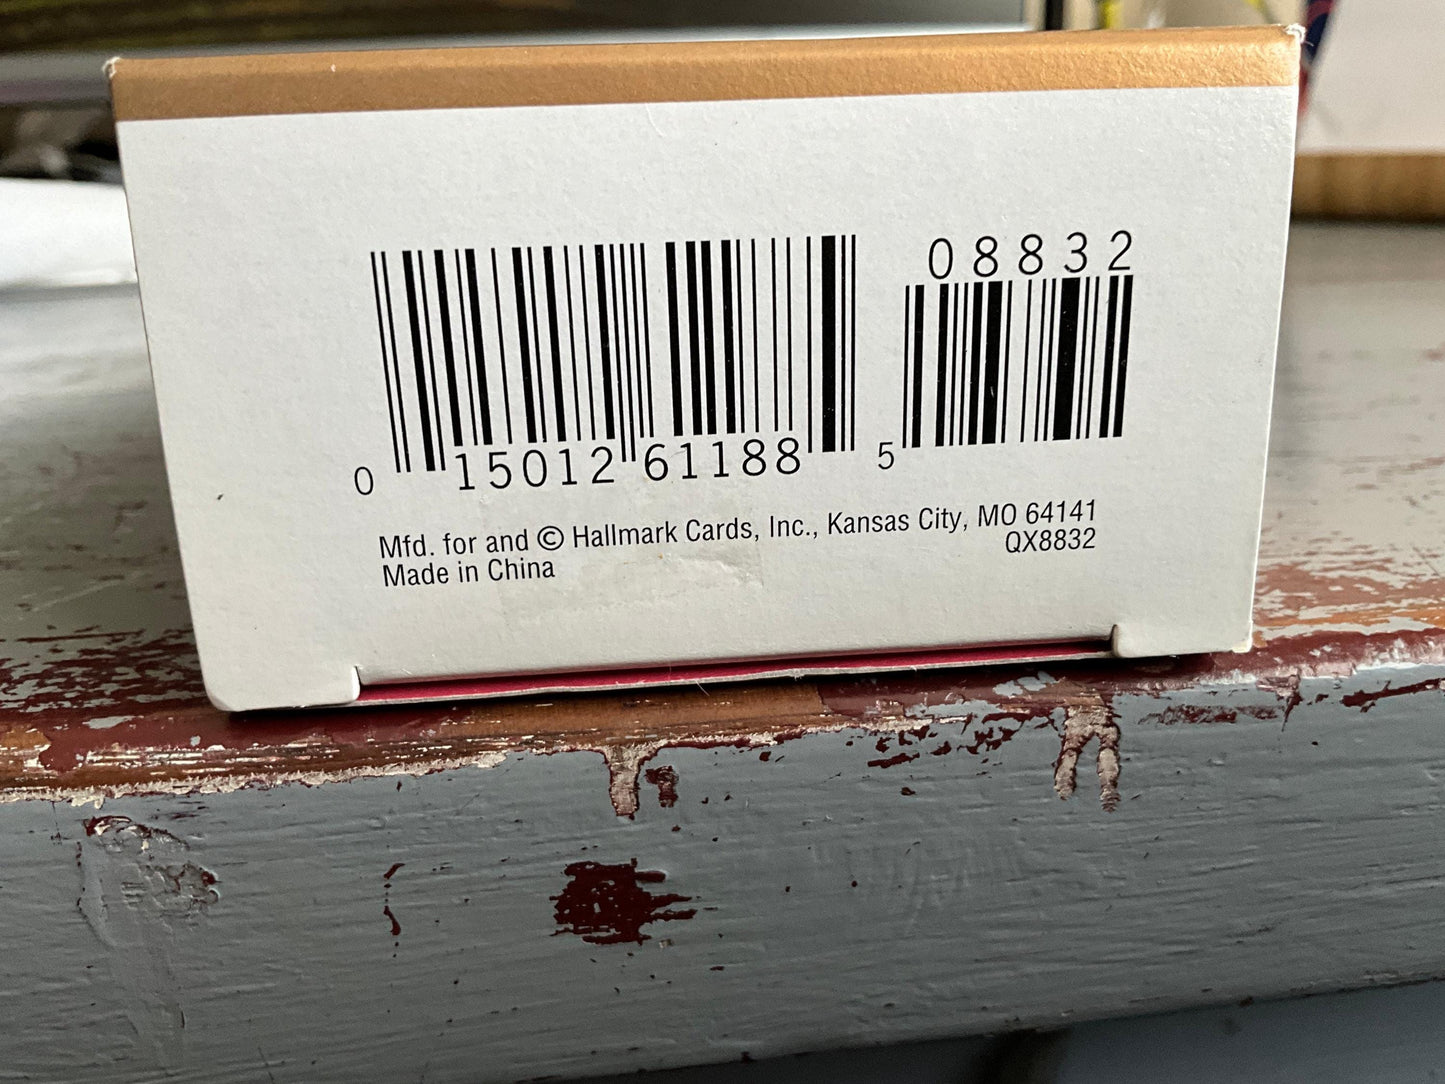 08832
0 15012 61188 5
Mfd. for and © Hallmark Cards, Inc., Kansas City, MO 64141
QX8832
Made in China